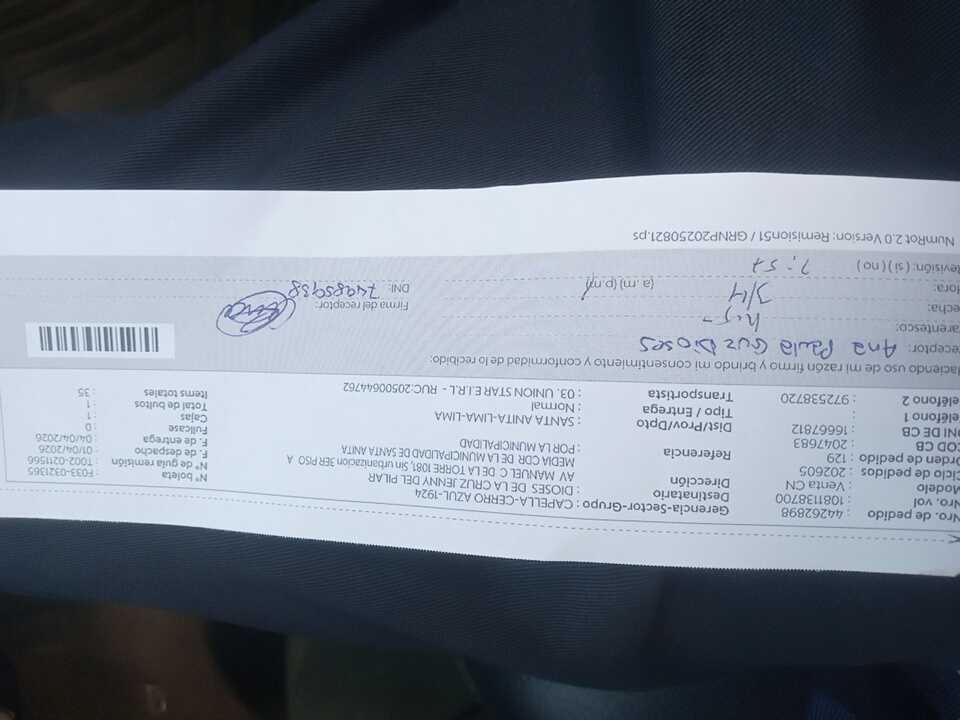 Nro. de pedido : 44262898
Nro. vol : 1081138700
Modelo : Venta CN
Ciclo de pedidos : 202605
Orden de pedido : 129
COD CB : 2047683
DNI DE CB : 16667812
Teléfono 1 :
Teléfono 2 : 972538720
Gerencia-Sector-Grupo : CAPELLA-CERRO AZUL-1924
Destinatario : DIOSES DE LA CRUZ JENNY DEL PILAR
Dirección : AV MANUEL C DE LA TORRE 1081, Sin urbanizacion 3ER PISO A
MEDIA CDR DE LA MUNICIPALIDAD DE SANTA ANITA
Referencia : POR LA MUNICIPALIDAD
Dist/Prov/Dpto : SANTA ANITA-LIMA-LIMA
Tipo / Entrega : Normal
Transportista : 03. UNION STAR E.I.R.L. - RUC:20500644762
N° boleta : F033-0321365
N° de guía remisión : T002-0211566
F. de despacho : 01/04/2026
F. de entrega : 04/04/2026
Fullcase : 0
Cajas : 1
Total de bultos : 1
Items totales : 35
Haciendo uso de mi razón firmo y brindo mi consentimiento y conformidad de lo recibido:
Receptor: Ana Paula Guz Dioses
Parentesco: hijo
Fecha: 3/4
Hora: 7:57 (a .m) (p.m)
Revisión: ( si ) ( no )
Firma del receptor:
DNI: 74985938
NumRot 2.0 Version: Remision51 / GRNP20250821.ps